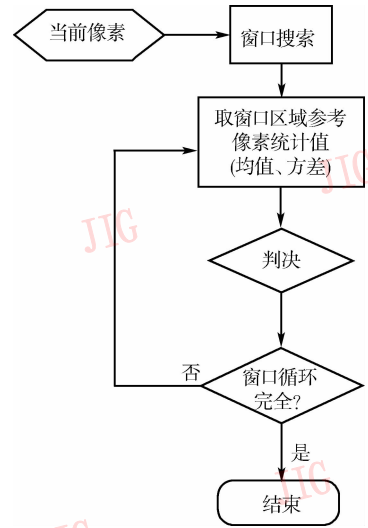 当前像素
窗口搜索
取窗口区域参考
像素统计值
(均值、方差)
JIG
JIG
判决
否
窗口循环
完全?
是
JIG
结束
JIG